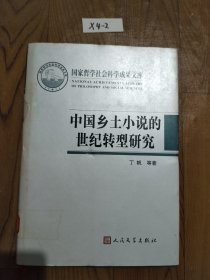 X4-2
国家哲学社会科学成果文库
NATIONAL ACHIEVEMENTS LIBRARY
OF PHILOSOPHY AND SOCIAL SCIENCES
中国乡土小说的
世纪转型研究
丁帆 等著
人民文学出版社